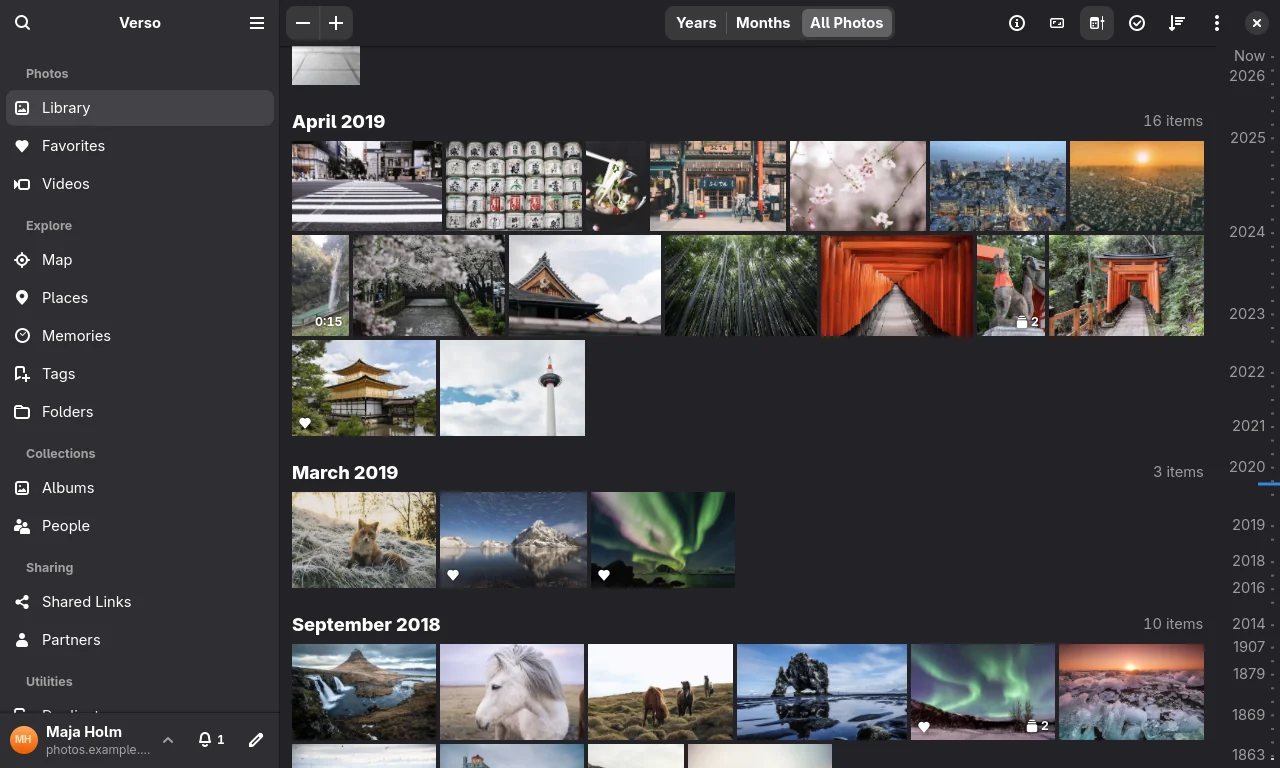 Verso
Years
Months
All Photos
Photos
Library
Favorites
Videos
Explore
Map
Places
Memories
Tags
Folders
Collections
Albums
People
Sharing
Shared Links
Partners
Utilities
MH
Maja Holm
photos.example....
1
April 2019
16 items
0:15
2
March 2019
3 items
September 2018
10 items
2
Now
2026
2025
2024
2023
2022
2021
2020
2019
2018
2016
2014
1907
1879
1869
1863